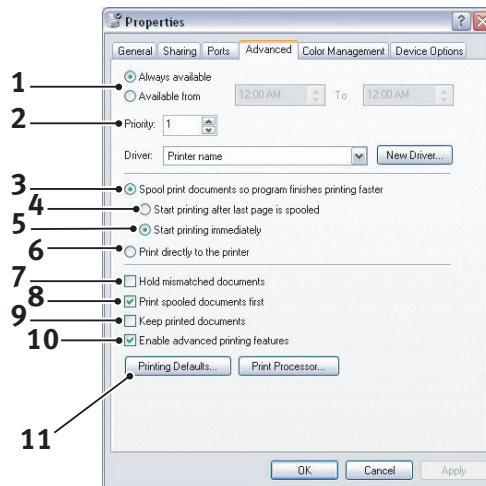 Properties
General Sharing Ports Advanced Color Management Device Options
1 Always available
Available from 12:00 AM To 12:00 AM
2 Priority: 1
Driver: Printer name New Driver...
3 Spool print documents so program finishes printing faster
4 Start printing after last page is spooled
5 Start printing immediately
6 Print directly to the printer
7 Hold mismatched documents
8 Print spooled documents first
9 Keep printed documents
10 Enable advanced printing features
Printing Defaults... Print Processor...
11
OK Cancel Apply